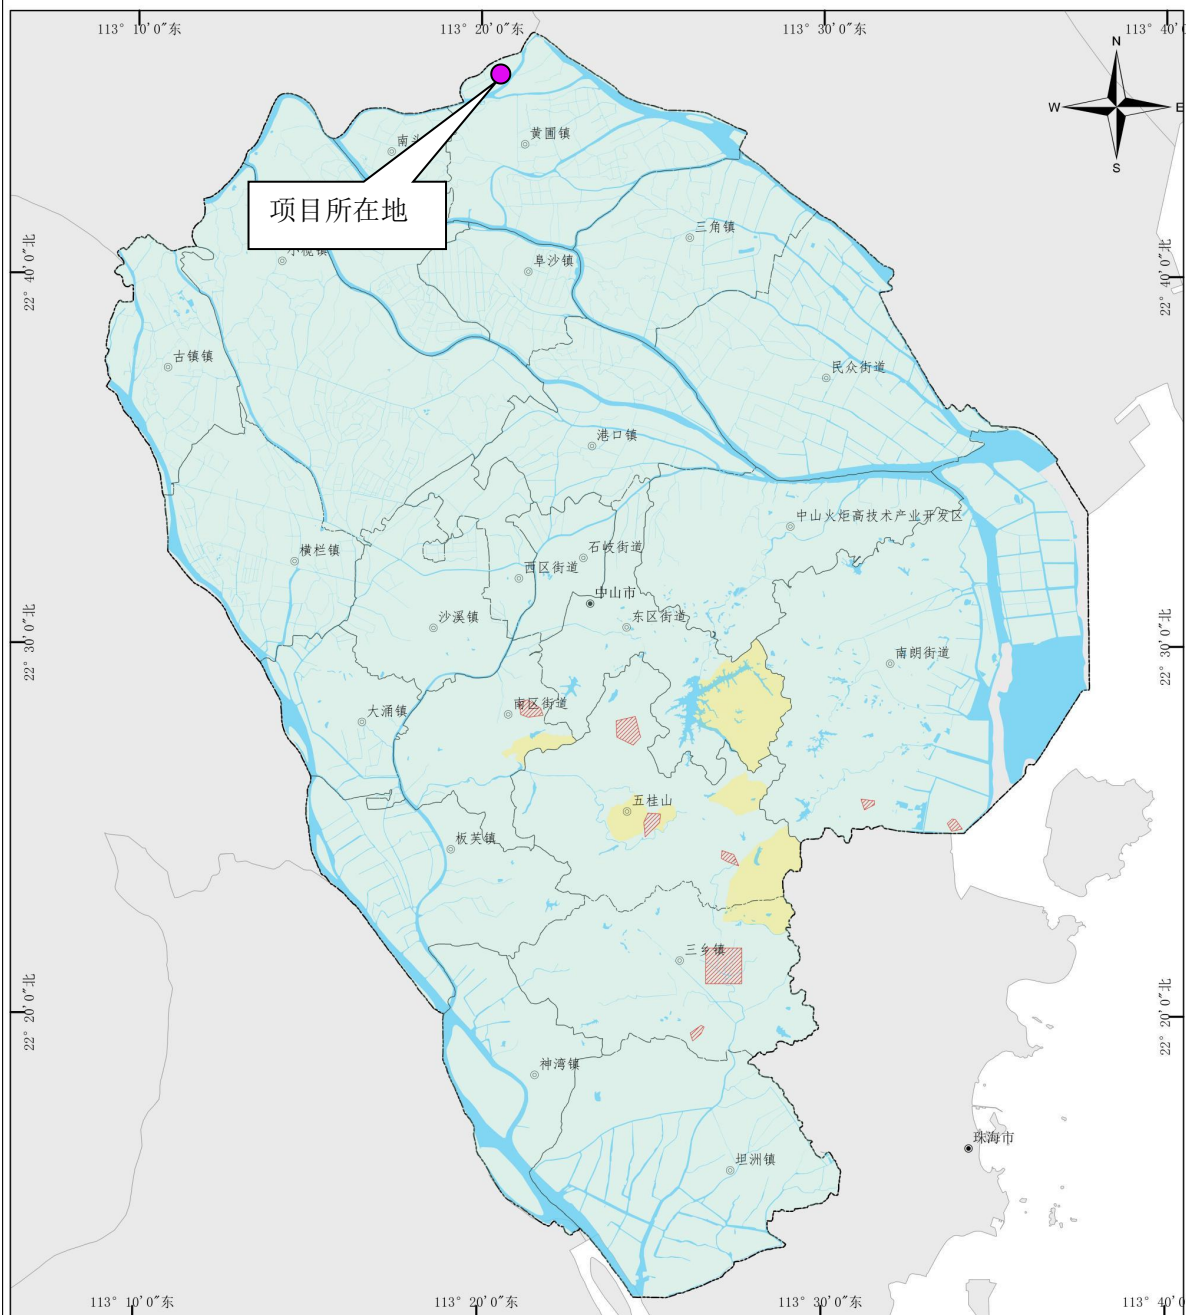 113° 10'0"东
113° 20'0"东
113° 30'0"东
113° 40'
N
W
E
S
南头
黄圃镇
项目所在地
三角镇
22° 40'0"北
22° 40'0"北
小榄镇
阜沙镇
古镇镇
民众街道
港口镇
中山火炬高技术产业开发区
横栏镇
石岐街道
西区街道
中山市
沙溪镇
东区街道
22° 30'0"北
22° 30'0"北
南朗街道
大涌镇
南区街道
五桂山
板芙镇
三乡镇
22° 20'0"北
22° 20'0"北
神湾镇
珠海市
坦洲镇
113° 10'0"东
113° 20'0"东
113° 30'0"东
113° 40'0